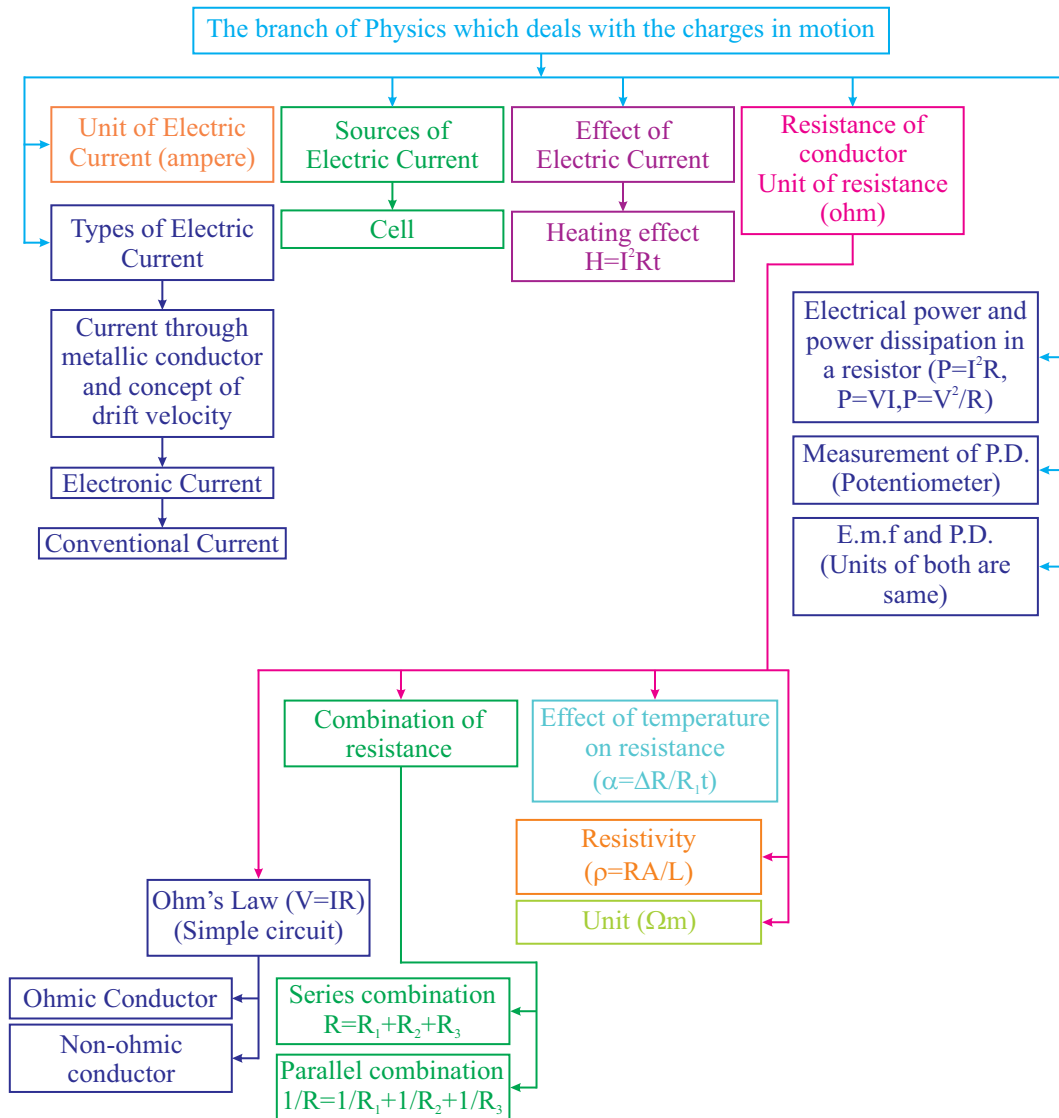 The branch of Physics which deals with the charges in motion
Unit of Electric
Current (ampere)
Sources of
Electric Current
Effect of
Electric Current
Resistance of
conductor
Unit of resistance
(ohm)
Types of Electric
Current
Cell
Heating effect
H=I²Rt
Current through
metallic conductor
and concept of
drift velocity
Electronic Current
Conventional Current
Electrical power and
power dissipation in
a resistor (P=I²R,
P=VI,P=V²/R)
Measurement of P.D.
(Potentiometer)
E.m.f and P.D.
(Units of both are
same)
Combination of
resistance
Effect of temperature
on resistance
(α=ΔR/R₁t)
Resistivity
(ρ=RA/L)
Unit (Ωm)
Ohm’s Law (V=IR)
(Simple circuit)
Ohmic Conductor
Non-ohmic
conductor
Series combination
R=R₁+R₂+R₃
Parallel combination
1/R=1/R₁+1/R₂+1/R₃